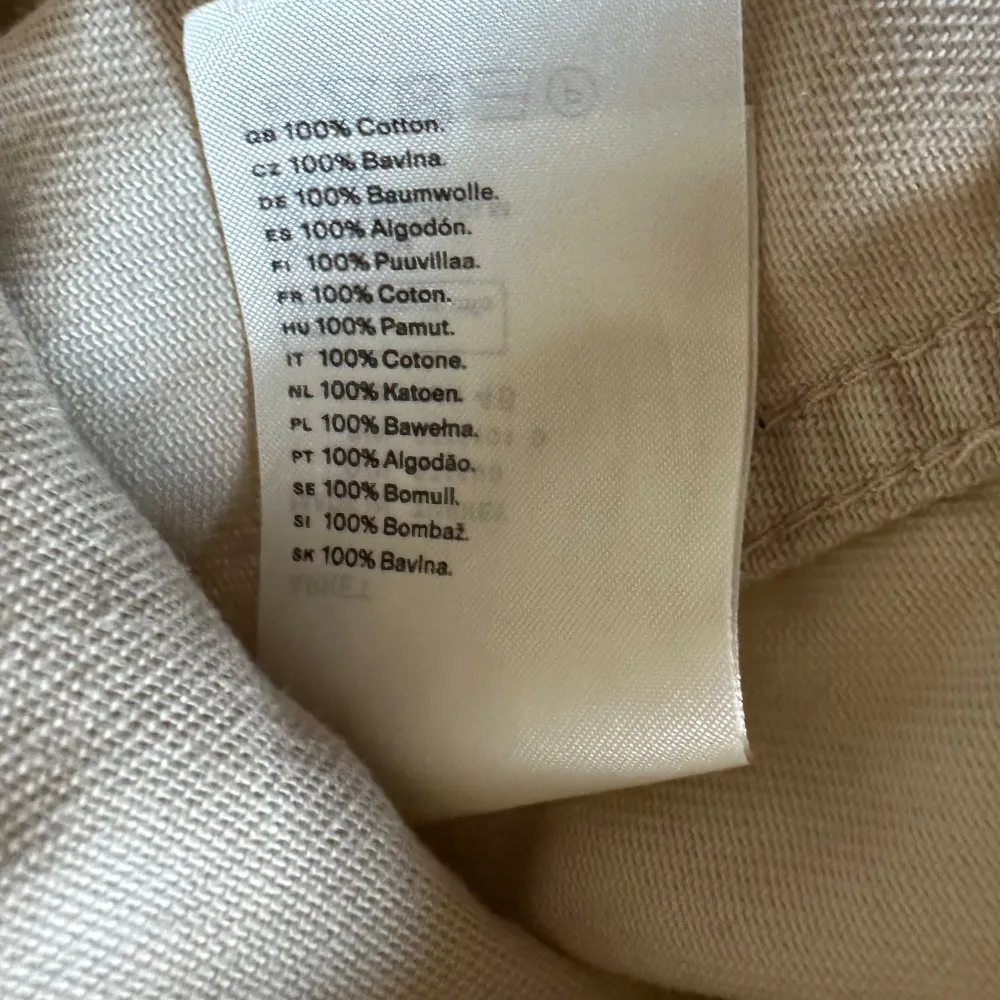 GB 100% Cotton.
CZ 100% Bavlna.
DE 100% Baumwolle.
ES 100% Algodón.
FI 100% Puuvillaa.
FR 100% Coton.
HU 100% Pamut.
IT 100% Cotone.
NL 100% Katoen.
PL 100% Bawełna.
PT 100% Algodão.
SE 100% Bomull.
SI 100% Bombaž.
SK 100% Bavlna.